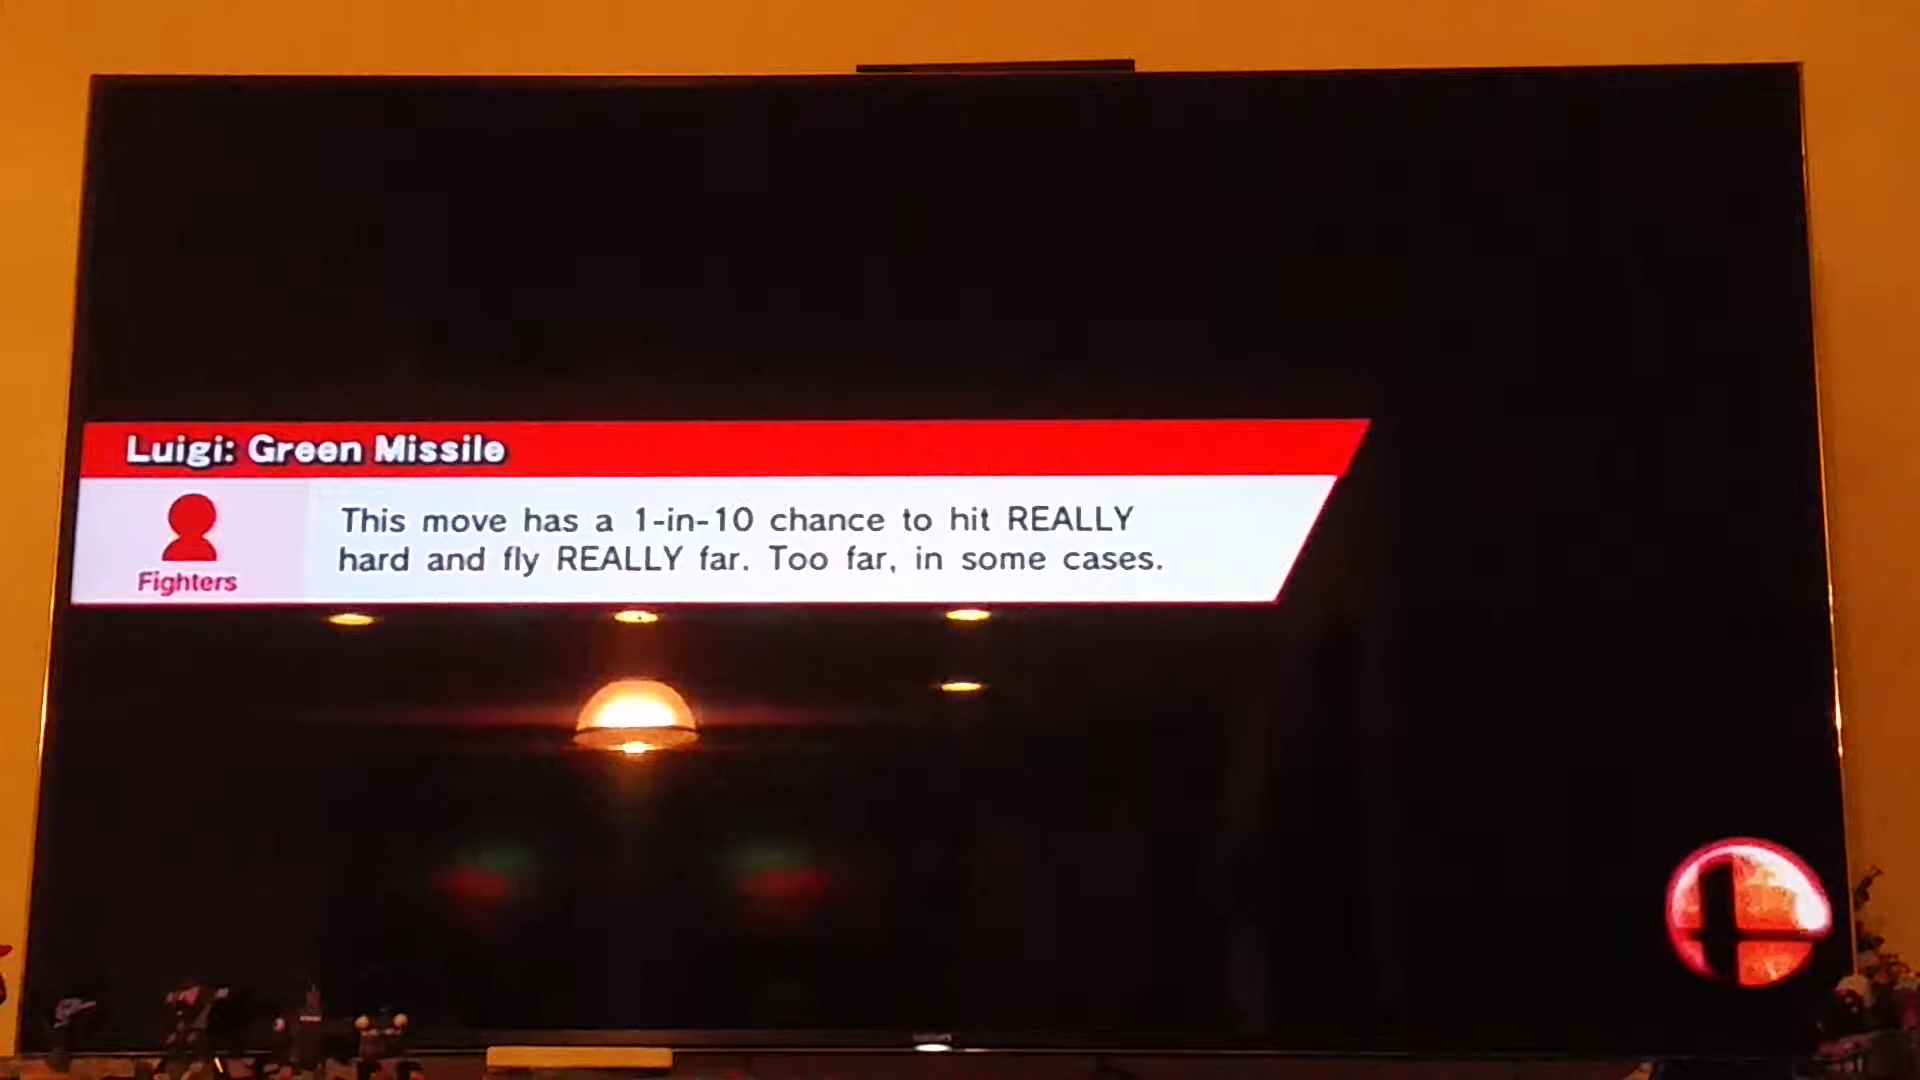 Luigi: Green Missile
This move has a 1-in-10 chance to hit REALLY
hard and fly REALLY far. Too far, in some cases.
Fighters